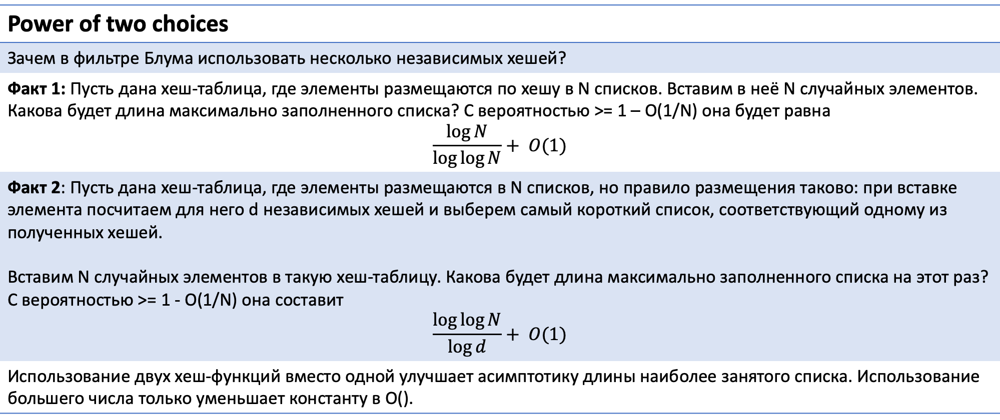 Power of two choices
Зачем в фильтре Блума использовать несколько независимых хешей?
Факт 1: Пусть дана хеш-таблица, где элементы размещаются по хешу в N списков. Вставим в неё N случайных элементов.
Какова будет длина максимально заполненного списка? С вероятностью >= 1 – O(1/N) она будет равна
log N
log log N + O(1)
Факт 2: Пусть дана хеш-таблица, где элементы размещаются в N списков, но правило размещения таково: при вставке
элемента посчитаем для него d независимых хешей и выберем самый короткий список, соответствующий одному из
полученных хешей.
Вставим N случайных элементов в такую хеш-таблицу. Какова будет длина максимально заполненного списка на этот раз?
С вероятностью >= 1 - O(1/N) она составит
log log N
log d + O(1)
Использование двух хеш-функций вместо одной улучшает асимптотику длины наиболее занятого списка. Использование
большего числа только уменьшает константу в O().